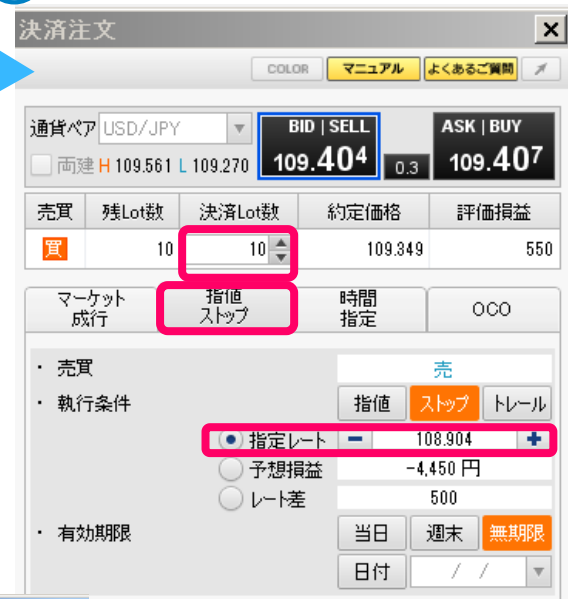 決済注文
COLOR マニュアル よくあるご質問
通貨ペア USD/JPY BID | SELL ASK | BUY
両建 H 109.561 L 109.270 109.404 0.3 109.407
売買 残Lot数 決済Lot数 約定価格 評価損益
買 10 10 109.349 550
マーケット
成行
指値
ストップ
時間
指定
OCO
・ 売買 売
・ 執行条件 指値 ストップ トレール
指定レート − 108.904 +
予想損益 -4,450 円
レート差 500
・ 有効期限 当日 週末 無期限
日付 / /